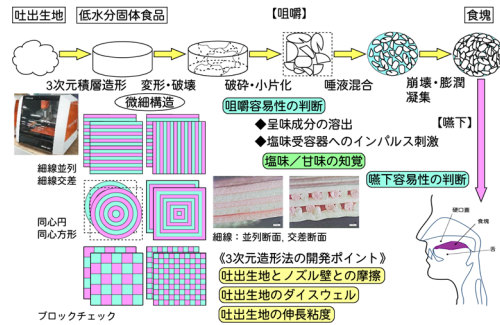 吐出生地
低水分固体食品
【咀嚼】
食塊
3次元積層造形
変形・破壊
破砕・小片化
唾液混合
崩壊・膨潤
凝集
微細構造
咀嚼容易性の判断
◆呈味成分の溶出
◆塩味受容器へのインパルス刺激
塩味／甘味の知覚
【嚥下】
嚥下容易性の判断
細線並列
細線交差
同心円
同心方形
ブロックチェック
細線：並列断面, 交差断面
《3次元造形法の開発ポイント》
吐出生地とノズル壁との摩擦
吐出生地のダイスウェル
吐出生地の伸長粘度
硬口蓋
食塊
舌